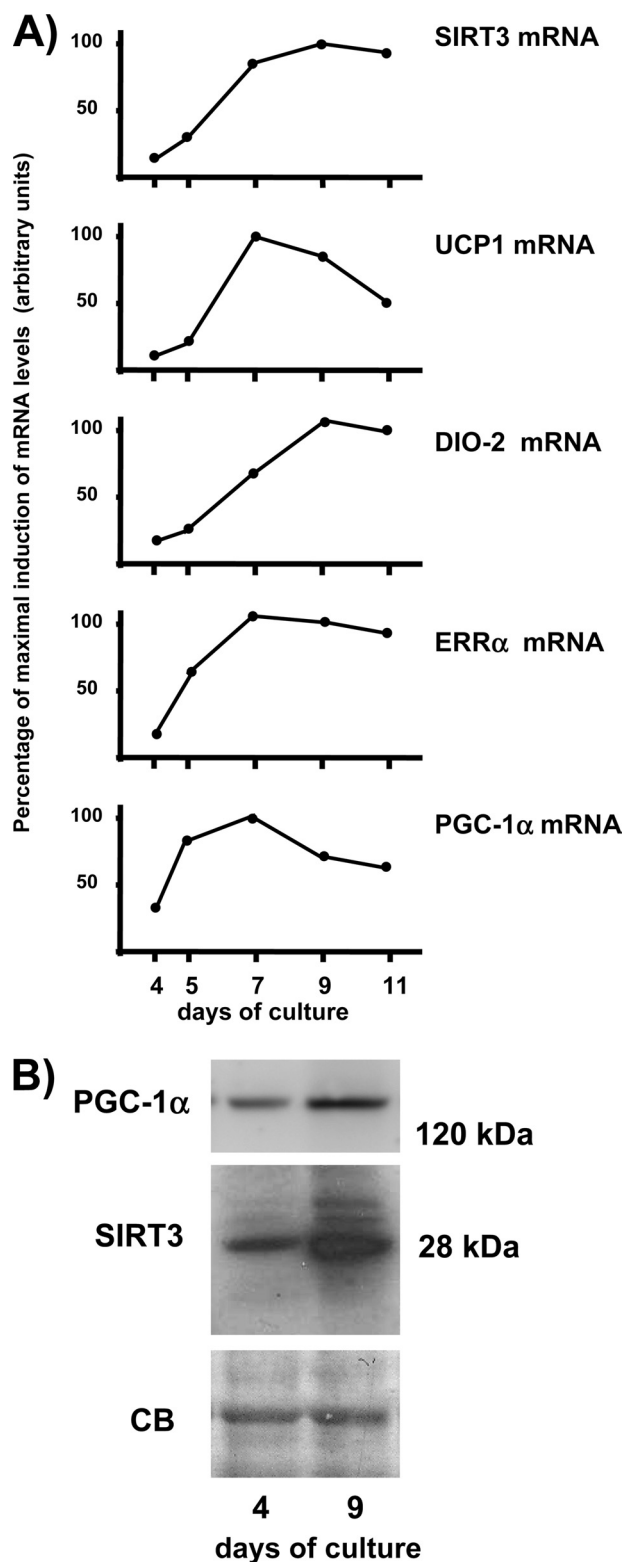 A)
Percentage of maximal induction of mRNA levels (arbitrary units)
100
50
SIRT3 mRNA
100
50
UCP1 mRNA
100
50
DIO-2 mRNA
100
50
ERRα mRNA
100
50
PGC-1α mRNA
4 5 7 9 11
days of culture
B)
PGC-1α
120 kDa
SIRT3
28 kDa
CB
4 9
days of culture